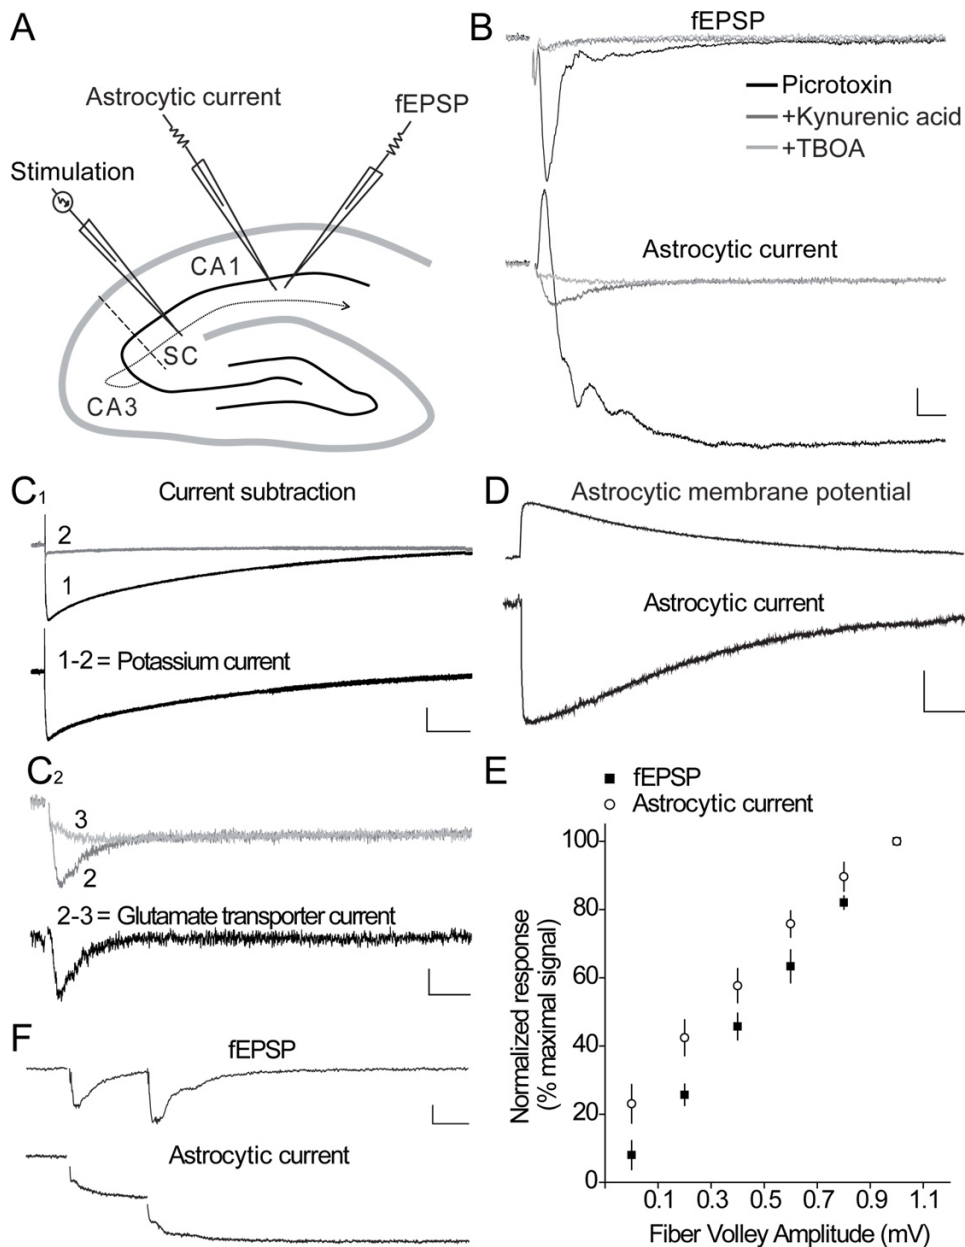 A
Astrocytic current
fEPSP
Stimulation
CA1
SC
CA3
B
fEPSP
Picrotoxin
+Kynurenic acid
+TBOA
Astrocytic current
C1
Current subtraction
2
1
1-2 = Potassium current
D
Astrocytic membrane potential
Astrocytic current
C2
3
2
2-3 = Glutamate transporter current
E
fEPSP
Astrocytic current
Normalized response
(% maximal signal)
100
80
60
40
20
0
0.1 0.3 0.5 0.7 0.9 1.1
Fiber Volley Amplitude (mV)
F
fEPSP
Astrocytic current